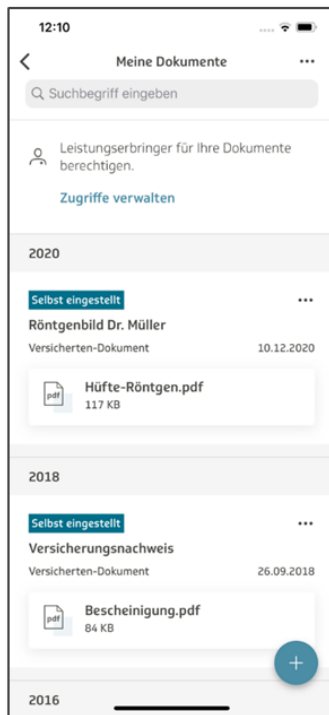 12:10
Meine Dokumente
Suchbegriff eingeben
Leistungserbringer für Ihre Dokumente
berechtigen.
Zugriffe verwalten
2020
Selbst eingestellt
Röntgenbild Dr. Müller
Versicherten-Dokument 10.12.2020
pdf
Hüfte-Röntgen.pdf
117 KB
2018
Selbst eingestellt
Versicherungsnachweis
Versicherten-Dokument 26.09.2018
pdf
Bescheinigung.pdf
84 KB
2016